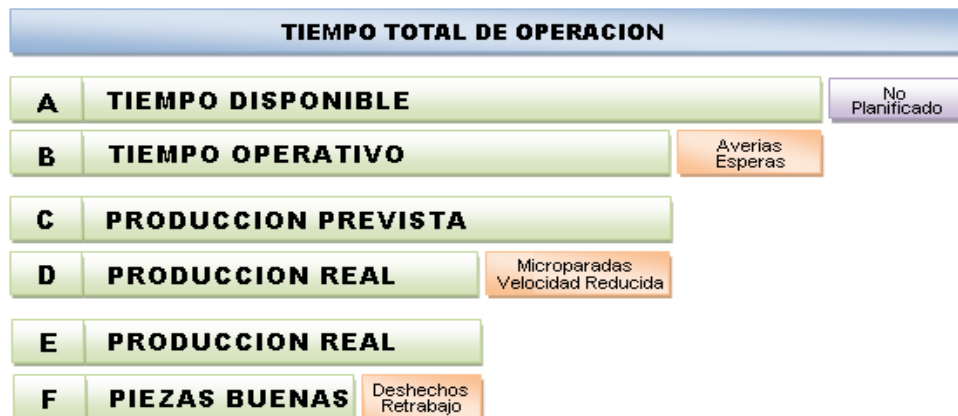 TIEMPO TOTAL DE OPERACION
A TIEMPO DISPONIBLE
No
Planificado
B TIEMPO OPERATIVO
Averias
Esperas
C PRODUCCION PREVISTA
D PRODUCCION REAL
Microparadas
Velocidad Reducida
E PRODUCCION REAL
F PIEZAS BUENAS
Deshechos
Retrabajo